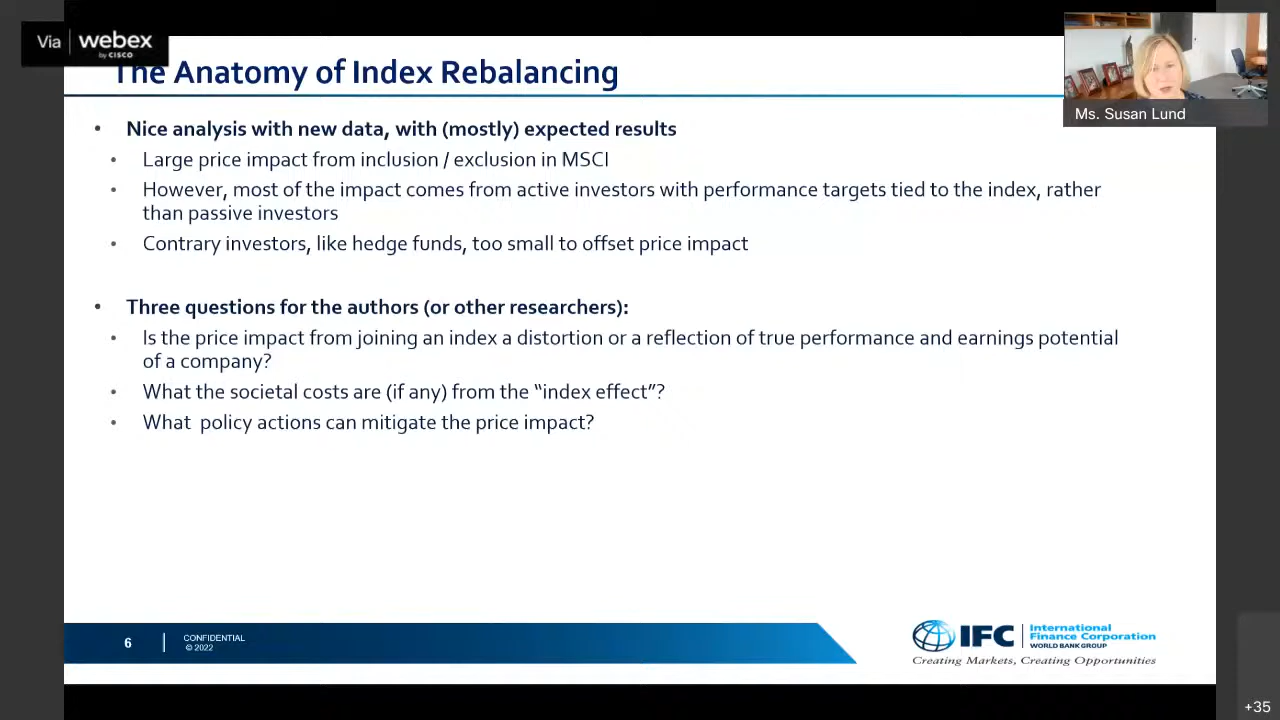 Via webex
by CISCO
The Anatomy of Index Rebalancing
Ms. Susan Lund
• Nice analysis with new data, with (mostly) expected results
• Large price impact from inclusion / exclusion in MSCI
• However, most of the impact comes from active investors with performance targets tied to the index, rather
than passive investors
• Contrary investors, like hedge funds, too small to offset price impact
• Three questions for the authors (or other researchers):
• Is the price impact from joining an index a distortion or a reflection of true performance and earnings potential
of a company?
• What the societal costs are (if any) from the “index effect”?
• What  policy actions can mitigate the price impact?
6
CONFIDENTIAL
© 2022
IFC
International
Finance Corporation
WORLD BANK GROUP
Creating Markets, Creating Opportunities
+35